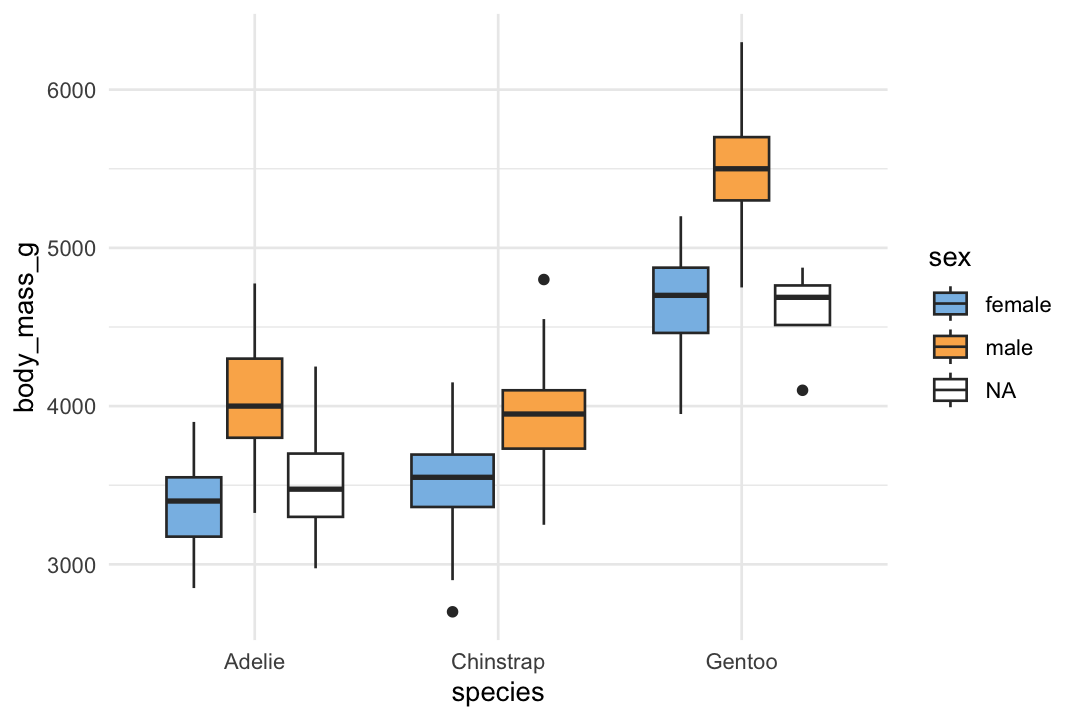 6000
5000
4000
3000
body_mass_g
Adelie
Chinstrap
Gentoo
species
sex
female
male
NA